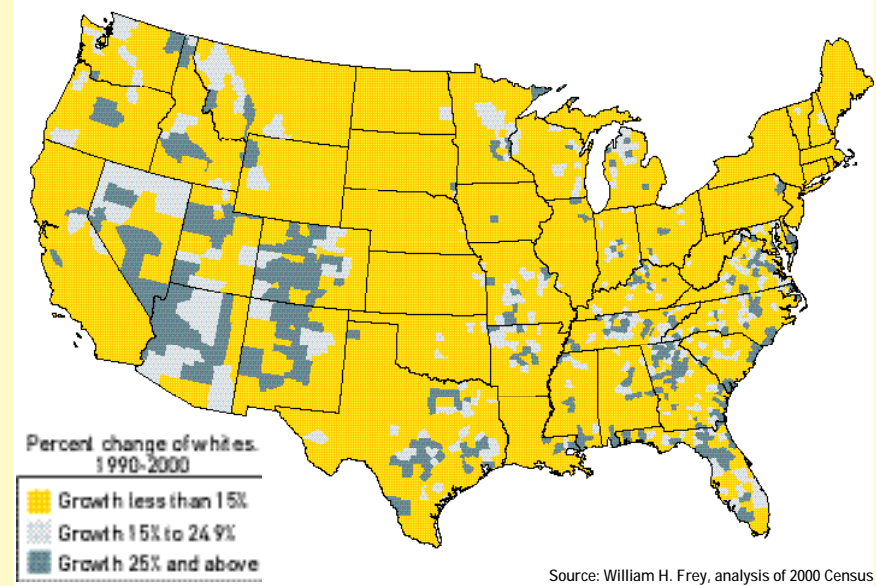 Percent change of whites.
1990-2000
Growth less than 15%
Growth 15% to 24.9%
Growth 25% and above
Source: William H. Frey, analysis of 2000 Census